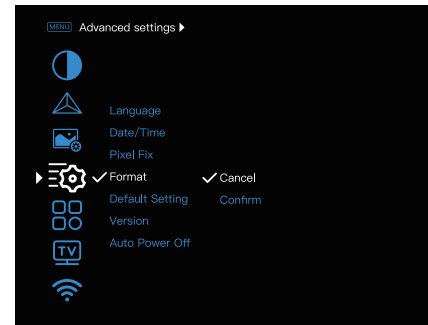 MENU Advanced settings
Language
Date/Time
Pixel Fix
Format
Cancel
Default Setting
Confirm
Version
Auto Power Off
TV